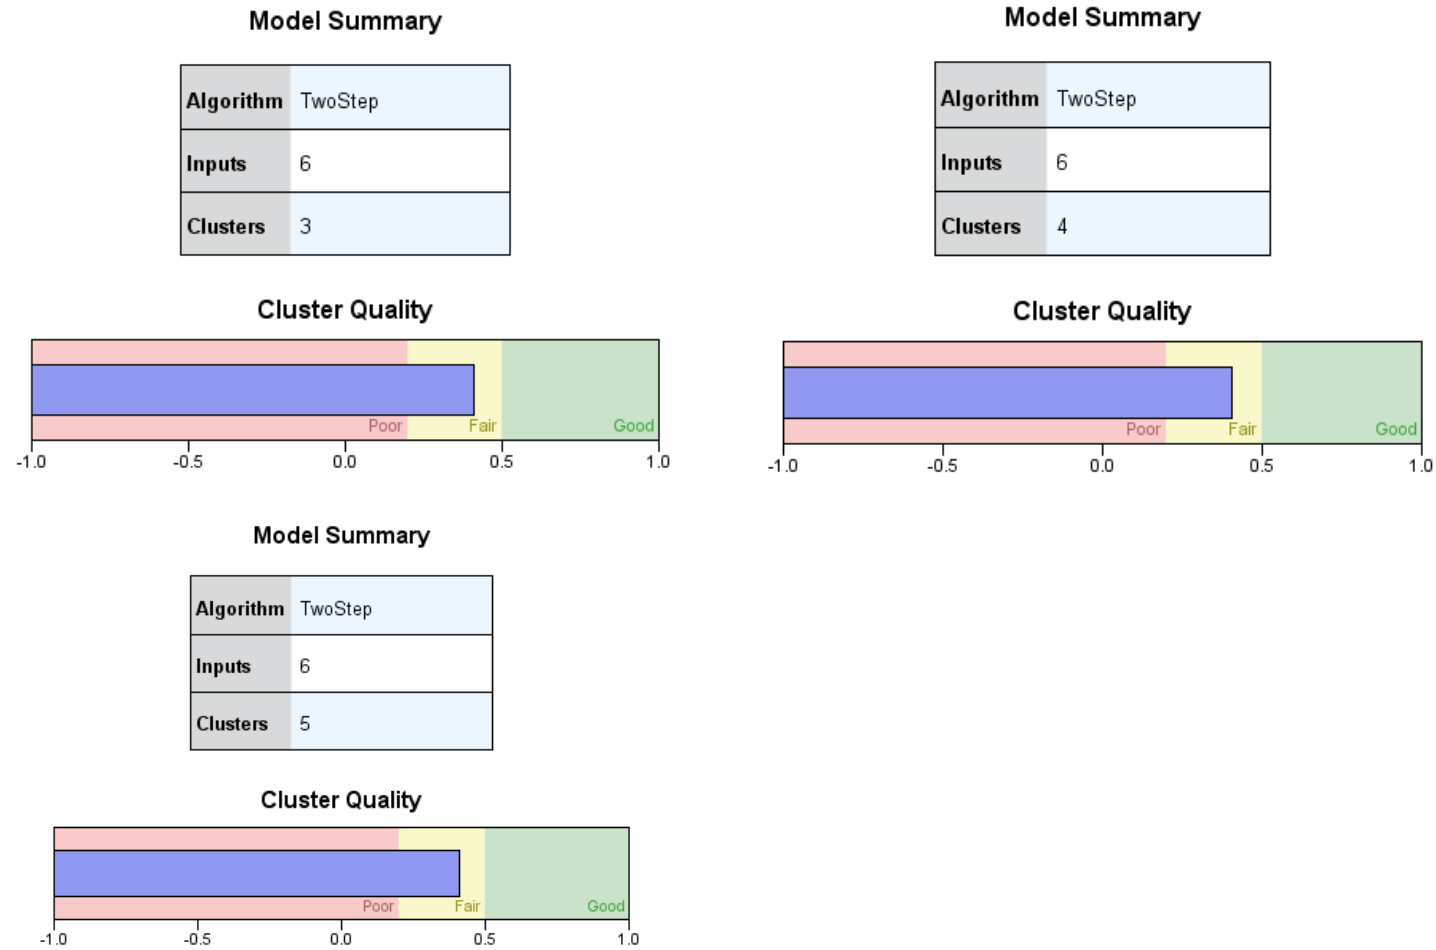 Model Summary
Algorithm TwoStep
Inputs 6
Clusters 3
Cluster Quality
Poor Fair Good
-1.0 -0.5 0.0 0.5 1.0
Model Summary
Algorithm TwoStep
Inputs 6
Clusters 4
Cluster Quality
Poor Fair Good
-1.0 -0.5 0.0 0.5 1.0
Model Summary
Algorithm TwoStep
Inputs 6
Clusters 5
Cluster Quality
Poor Fair Good
-1.0 -0.5 0.0 0.5 1.0